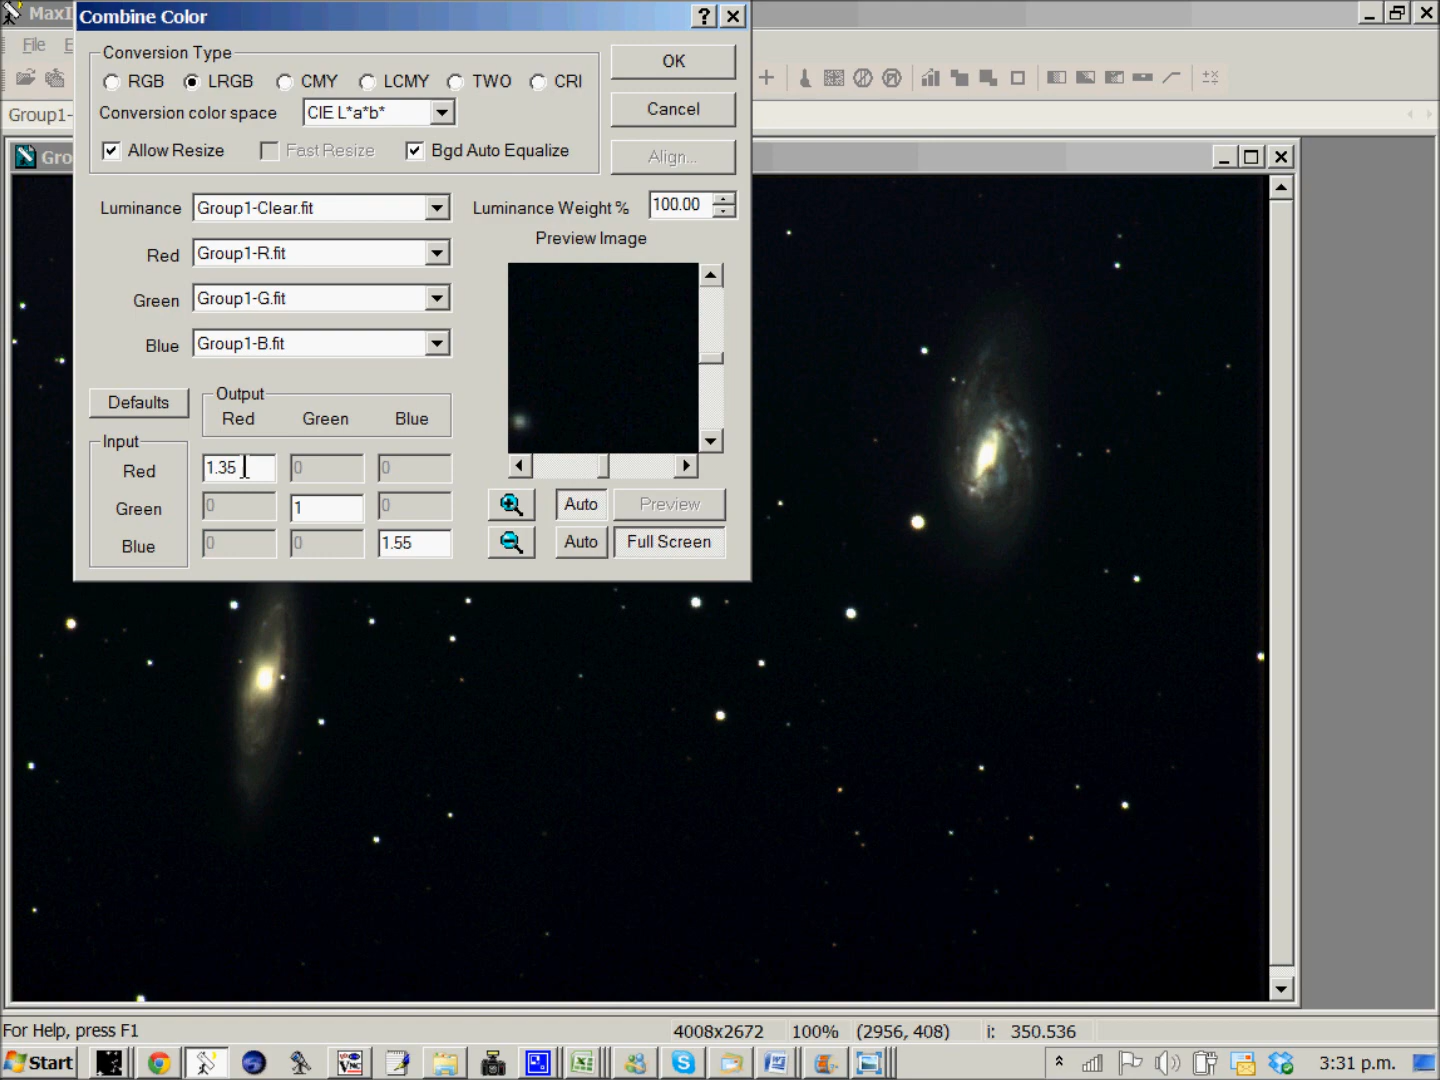 MaxI
Combine Color
File E
Conversion Type
RGB LRGB CMY LCMY TWO CRI
OK
Conversion color space CIE L*a*b*
Cancel
Group1-
Allow Resize Fast Resize Bgd Auto Equalize
Align...
Gro
Luminance Group1-Clear.fit Luminance Weight % 100.00
Preview Image
Red Group1-R.fit
Green Group1-G.fit
Blue Group1-B.fit
Defaults
Output
Red Green Blue
Input
Red 1.35 0 0
Green 0 1 0
Blue 0 0 1.55
Auto Preview
Auto Full Screen
For Help, press F1 4008x2672 100% (2956, 408) i: 350.536
Start VNC 3:31 p.m.